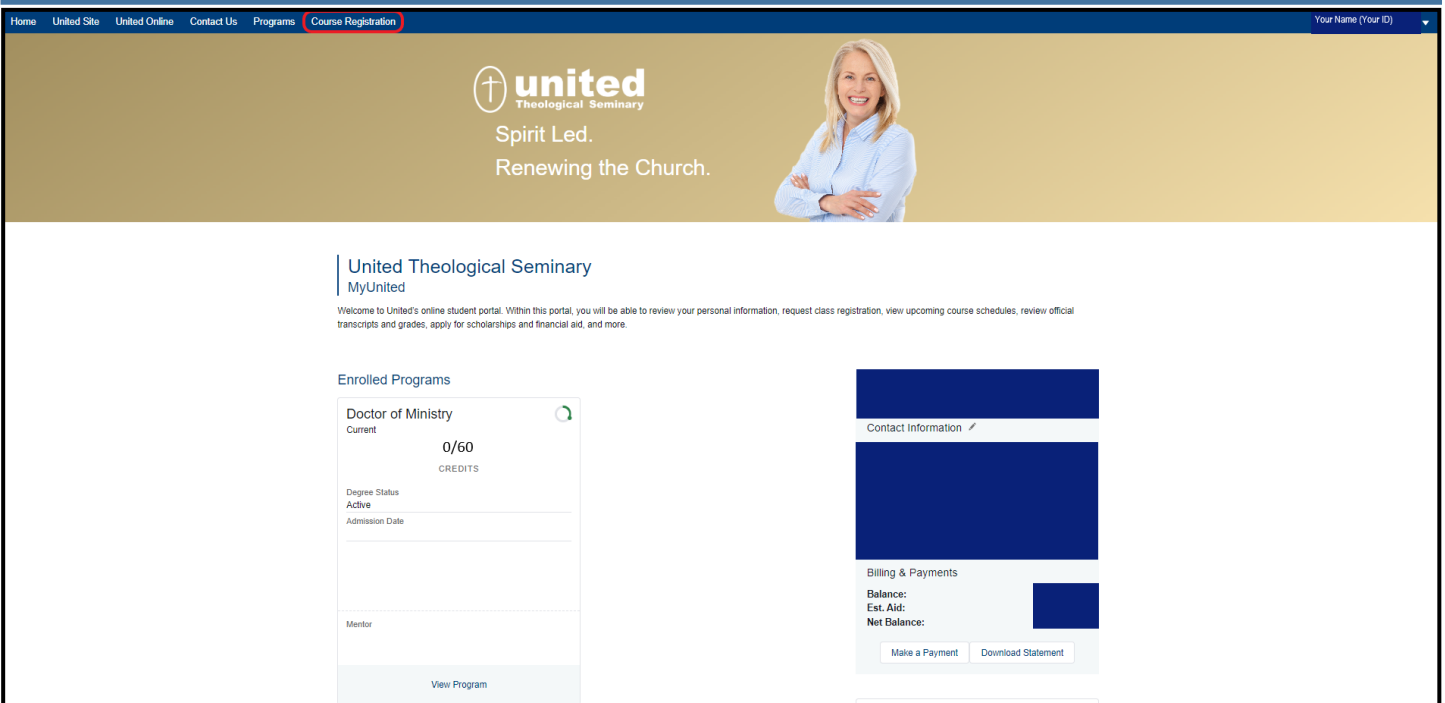 Home United Site United Online Contact Us Programs Course Registration Your Name (Your ID)
united
Theological Seminary
Spirit Led.
Renewing the Church.
United Theological Seminary
MyUnited
Welcome to United's online student portal. Within this portal, you will be able to review your personal information, request class registration, view upcoming course schedules, review official
transcripts and grades, apply for scholarships and financial aid, and more.
Enrolled Programs
Doctor of Ministry
Current
0/60
CREDITS
Degree Status
Active
Admission Date
Mentor
View Program
Contact Information
Billing & Payments
Balance:
Est. Aid:
Net Balance:
Make a Payment Download Statement